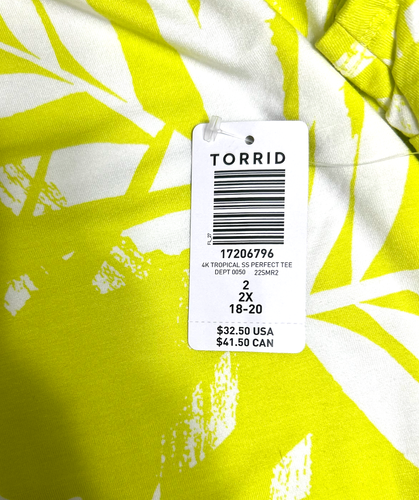 TORRID
17206796
4K TROPICAL SS PERFECT TEE
DEPT 0050 22SMR2
2
2X
18-20
$32.50 USA
$41.50 CAN